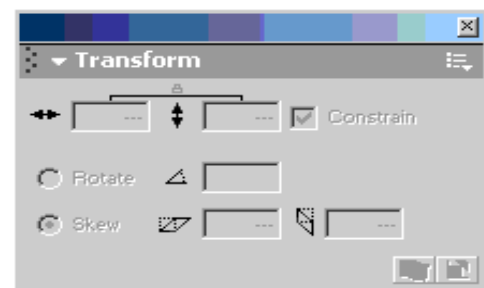 Transform
--- --- Constrain
Rotate
Skew --- ---